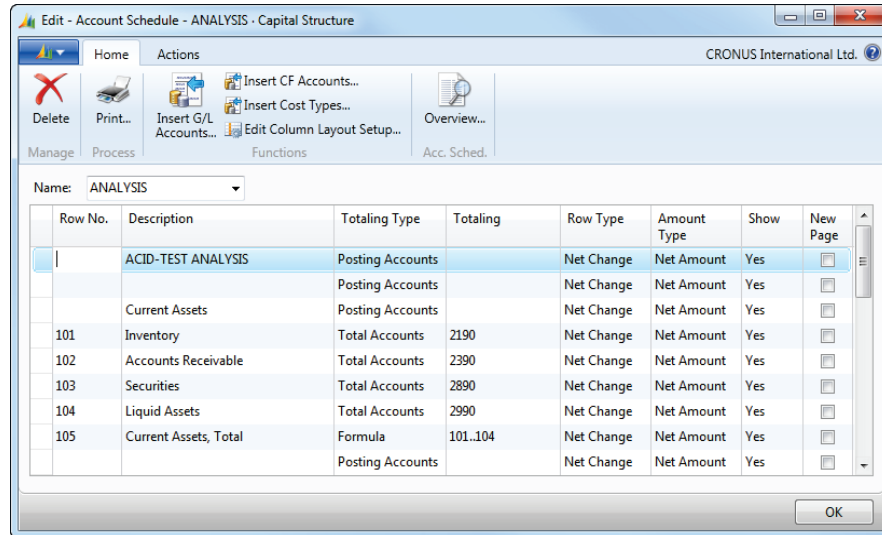 Edit - Account Schedule - ANALYSIS · Capital Structure
Home Actions CRONUS International Ltd.
Delete
Print...
Insert G/L Accounts...
Insert CF Accounts...
Insert Cost Types...
Edit Column Layout Setup...
Overview...
Manage Process Functions Acc. Sched.
Name: ANALYSIS
Row No. Description Totaling Type Totaling Row Type Amount Type Show New Page
ACID-TEST ANALYSIS Posting Accounts Net Change Net Amount Yes
Posting Accounts Net Change Net Amount Yes
Current Assets Posting Accounts Net Change Net Amount Yes
101 Inventory Total Accounts 2190 Net Change Net Amount Yes
102 Accounts Receivable Total Accounts 2390 Net Change Net Amount Yes
103 Securities Total Accounts 2890 Net Change Net Amount Yes
104 Liquid Assets Total Accounts 2990 Net Change Net Amount Yes
105 Current Assets, Total Formula 101..104 Net Change Net Amount Yes
Posting Accounts Net Change Net Amount Yes
OK